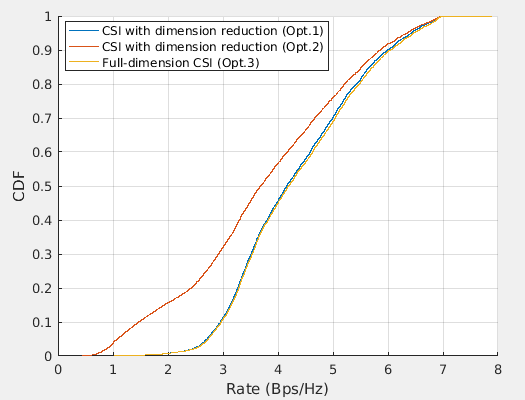 1
0.9
0.8
0.7
0.6
0.5
0.4
0.3
0.2
0.1
0
CDF
CSI with dimension reduction (Opt.1)
CSI with dimension reduction (Opt.2)
Full-dimension CSI (Opt.3)
0 1 2 3 4 5 6 7 8
Rate (Bps/Hz)